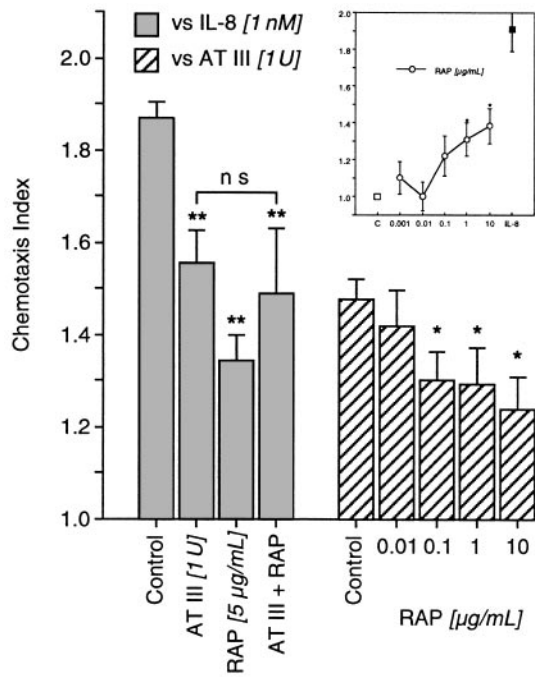 vs IL-8 [1 nM]
vs AT III [1U]
2.0
1.8
1.6
1.4
1.2
1.0
Chemotaxis Index
n s
**
**
**
Control
AT III [1U]
RAP [5 µg/mL]
AT III + RAP
2.0
1.8
1.6
1.4
1.2
1.0
RAP [µg/mL]
*
*
C
0.001
0.01
0.1
1
10
IL-8
*
*
*
Control
0.01
0.1
1
10
RAP [µg/mL]